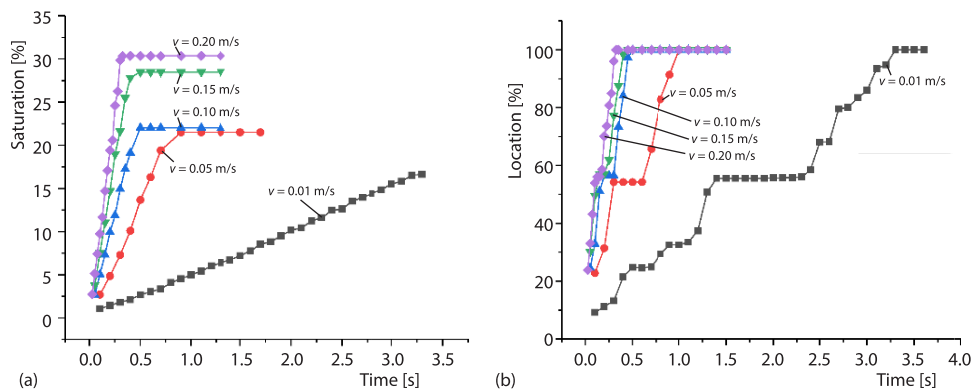 Saturation [%]
35
30
25
20
15
10
5
0
v = 0.20 m/s
v = 0.15 m/s
v = 0.10 m/s
v = 0.05 m/s
v = 0.01 m/s
0.0 0.5 1.0 1.5 2.0 2.5 3.0 3.5
(a) Time [s]
Location [%]
100
80
60
40
20
0
v = 0.01 m/s
v = 0.05 m/s
v = 0.10 m/s
v = 0.15 m/s
v = 0.20 m/s
0.0 0.5 1.0 1.5 2.0 2.5 3.0 3.5 4.0
(b) Time [s]